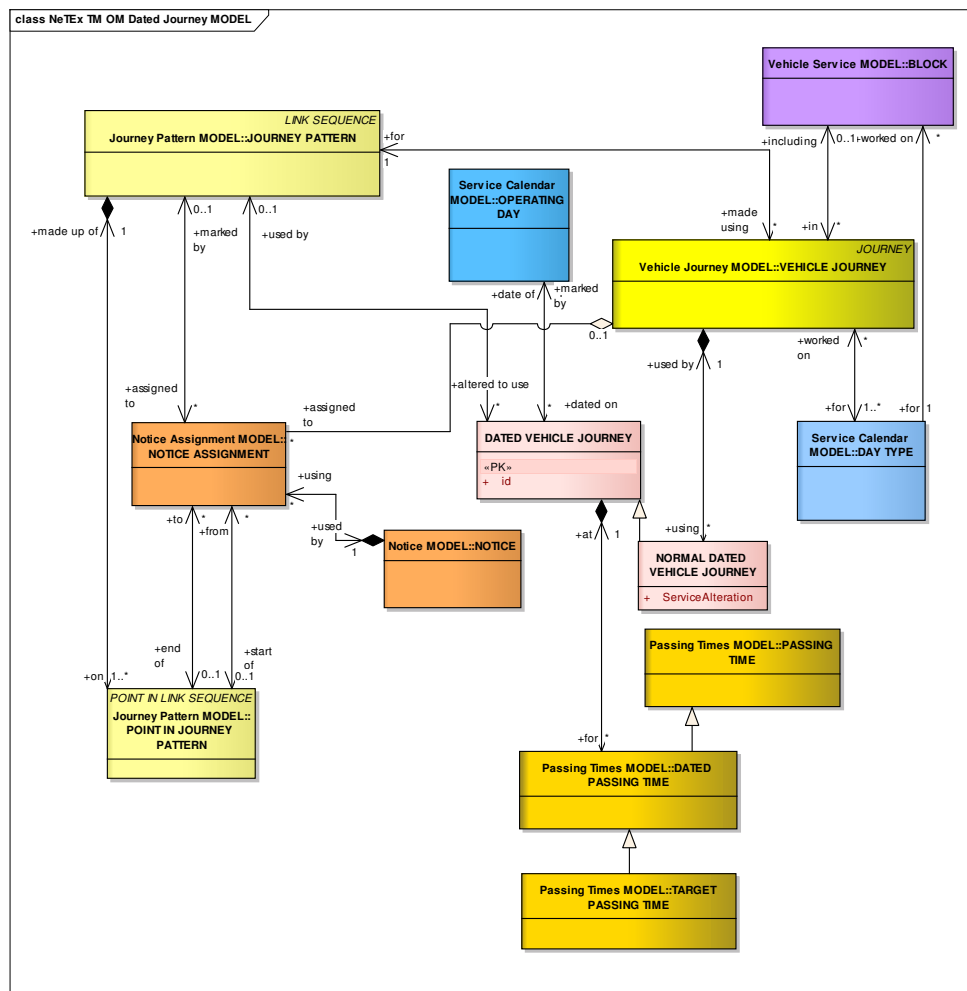 class NeTEx TM OM Dated Journey MODEL
Vehicle Service MODEL::BLOCK
LINK SEQUENCE
Journey Pattern MODEL::JOURNEY PATTERN
+for
1
+including
0..1
+worked on
*
Service Calendar
MODEL::OPERATING
DAY
0..1
+marked
by
0..1
+used by
+made up of
1
+made
using
*
+in
*
JOURNEY
Vehicle Journey MODEL::VEHICLE JOURNEY
+date of
+marked
by
0..1
+used by
1
+worked
on
*
+assigned
to
*
+altered to use
*
+assigned
to
*
+dated on
*
+for
1..*
+for
1
Notice Assignment MODEL::
NOTICE ASSIGNMENT
DATED VEHICLE JOURNEY
«PK»
+ id
Service Calendar
MODEL::DAY TYPE
+using
*
+to
*
+from
*
+used
by
1
Notice MODEL::NOTICE
+at
1
+using
*
NORMAL DATED
VEHICLE JOURNEY
+ ServiceAlteration
+end
of
0..1
+start
of
0..1
+on
1..*
Passing Times MODEL::PASSING
TIME
POINT IN LINK SEQUENCE
Journey Pattern MODEL::
POINT IN JOURNEY
PATTERN
+for
*
Passing Times MODEL::DATED
PASSING TIME
Passing Times MODEL::TARGET
PASSING TIME